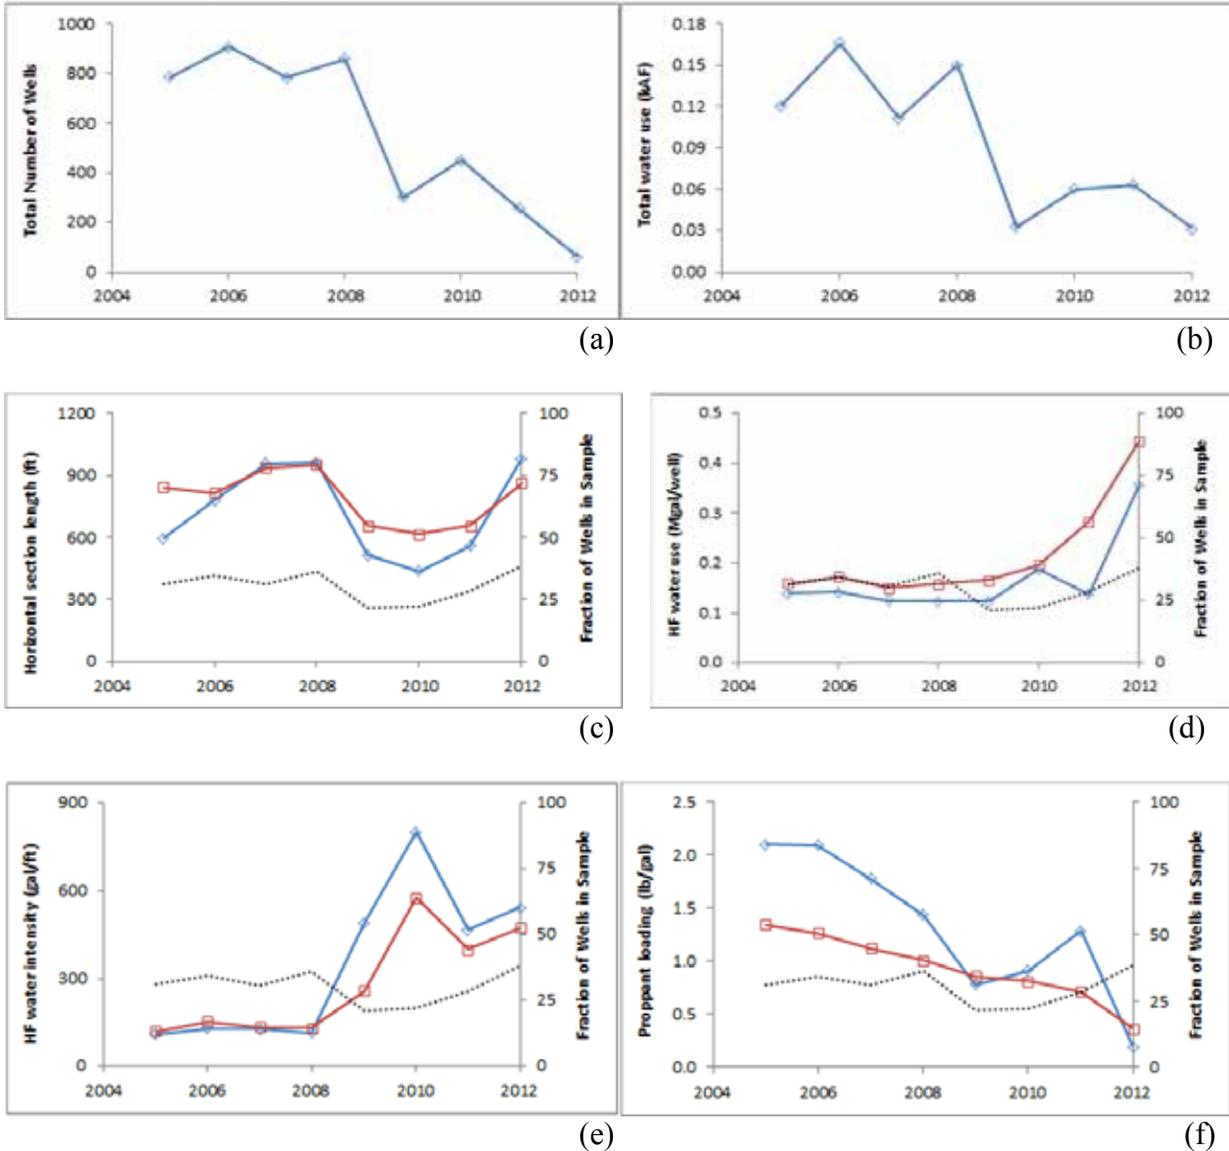 Total Number of Wells
1000
800
600
400
200
0
2004 2006 2008 2010 2012
(a)
Total water use (kAF)
0.18
0.15
0.12
0.09
0.06
0.03
0.00
2004 2006 2008 2010 2012
(b)
Horizontal section length (ft)
1200
900
600
300
0
100
75
50
25
0
Fraction of Wells in Sample
2004 2006 2008 2010 2012
(c)
HF water use (Mgal/well)
0.5
0.4
0.3
0.2
0.1
0.0
100
75
50
25
0
Fraction of Wells in Sample
2004 2006 2008 2010 2012
(d)
HF water intensity (gal/ft)
900
600
300
0
100
75
50
25
0
Fraction of Wells in Sample
2004 2006 2008 2010 2012
(e)
Proppant loading (lb/gal)
2.5
2.0
1.5
1.0
0.5
0.0
100
75
50
25
0
Fraction of Wells in Sample
2004 2006 2008 2010 2012
(f)